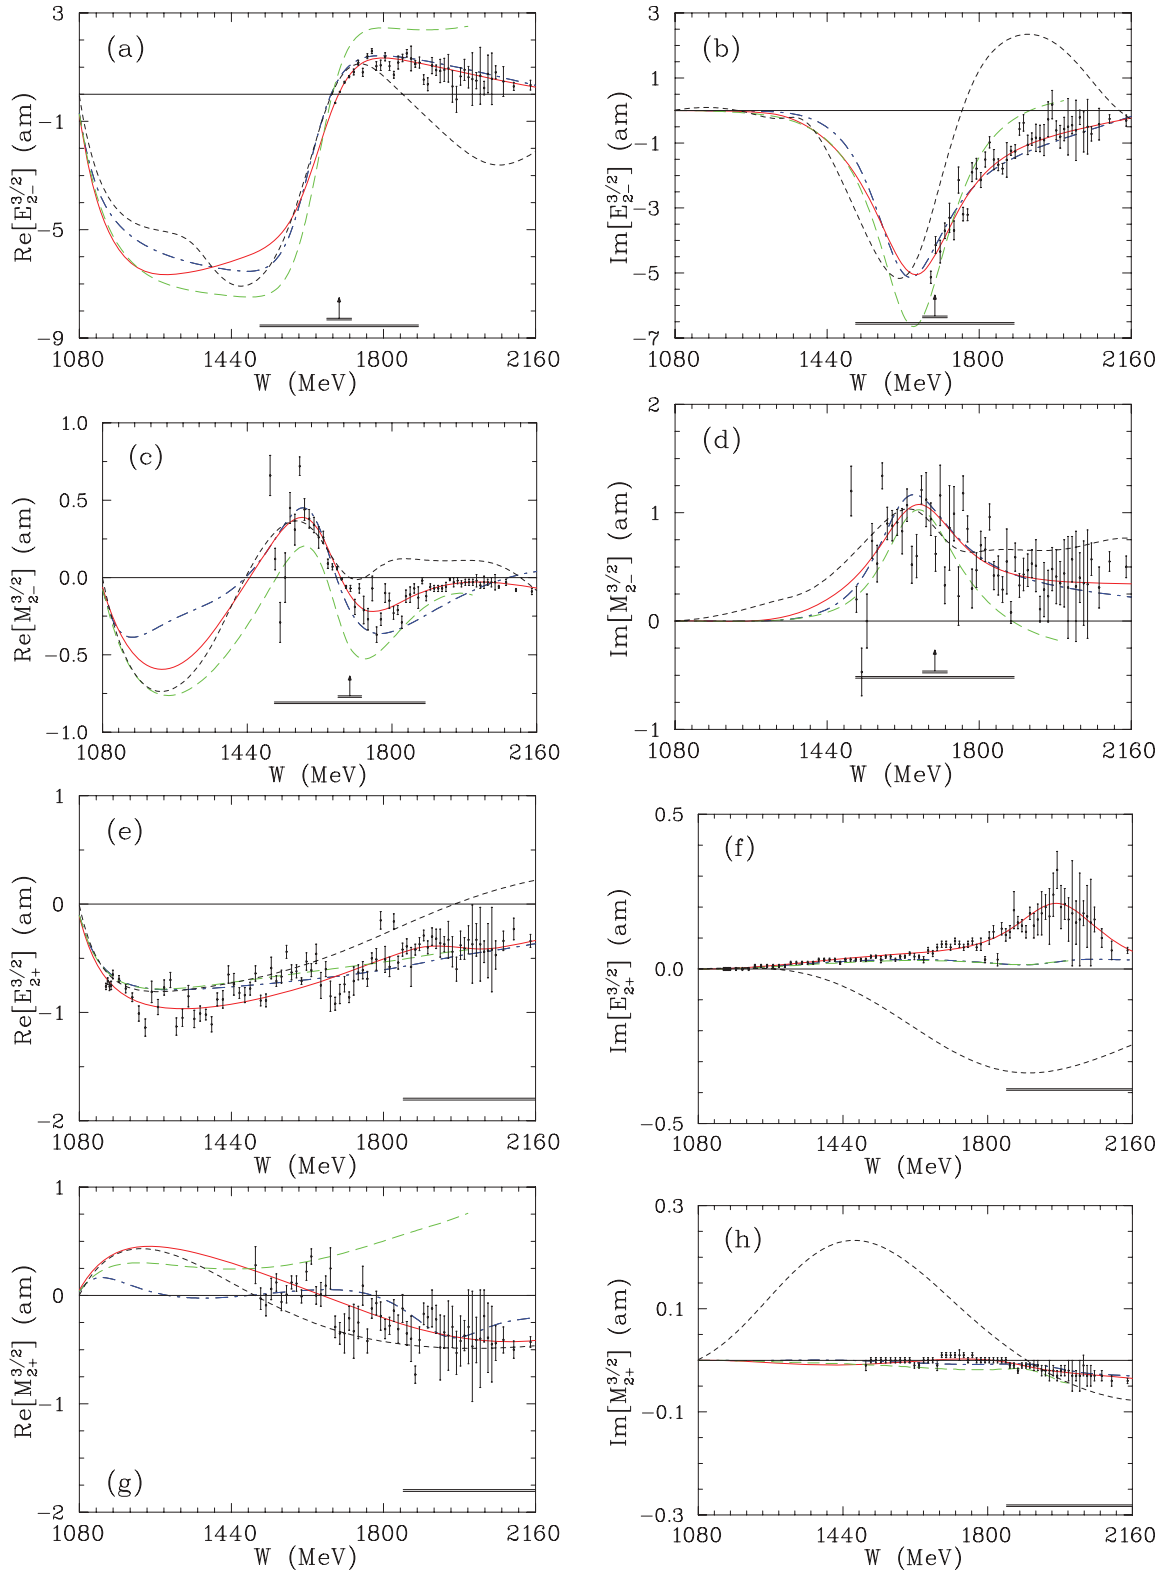 3
−1
−5
−9
(a)
Re[E^{3/2}_{2−}] (am)
1080
1440
1800
2160
W (MeV)
3
1
−1
−3
−5
−7
(b)
Im[E^{3/2}_{2−}] (am)
1080
1440
1800
2160
W (MeV)
1.0
0.5
0.0
−0.5
−1.0
(c)
Re[M^{3/2}_{2−}] (am)
1080
1440
1800
2160
W (MeV)
2
1
0
−1
(d)
Im[M^{3/2}_{2−}] (am)
1080
1440
1800
2160
W (MeV)
1
0
−1
−2
(e)
Re[E^{3/2}_{2+}] (am)
1080
1440
1800
2160
W (MeV)
0.5
0.0
−0.5
(f)
Im[E^{3/2}_{2+}] (am)
1080
1440
1800
2160
W (MeV)
1
0
−1
−2
(g)
Re[M^{3/2}_{2+}] (am)
1080
1440
1800
2160
W (MeV)
0.3
0.1
−0.1
−0.3
(h)
Im[M^{3/2}_{2+}] (am)
1080
1440
1800
2160
W (MeV)